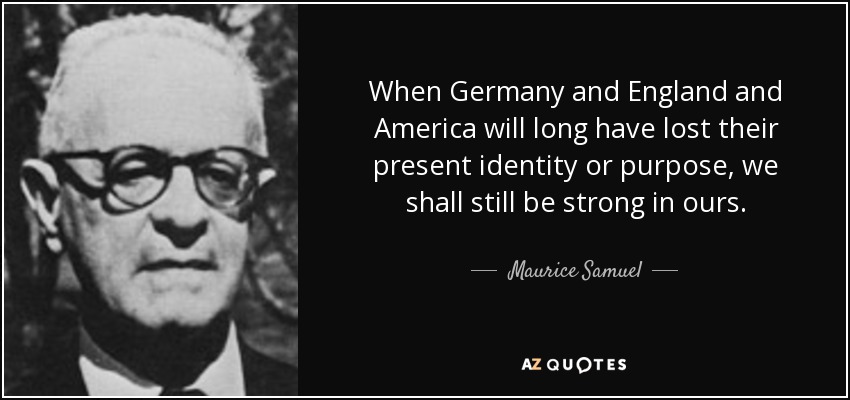 When Germany and England and
America will long have lost their
present identity or purpose, we
shall still be strong in ours.
Maurice Samuel
AZ QUOTES